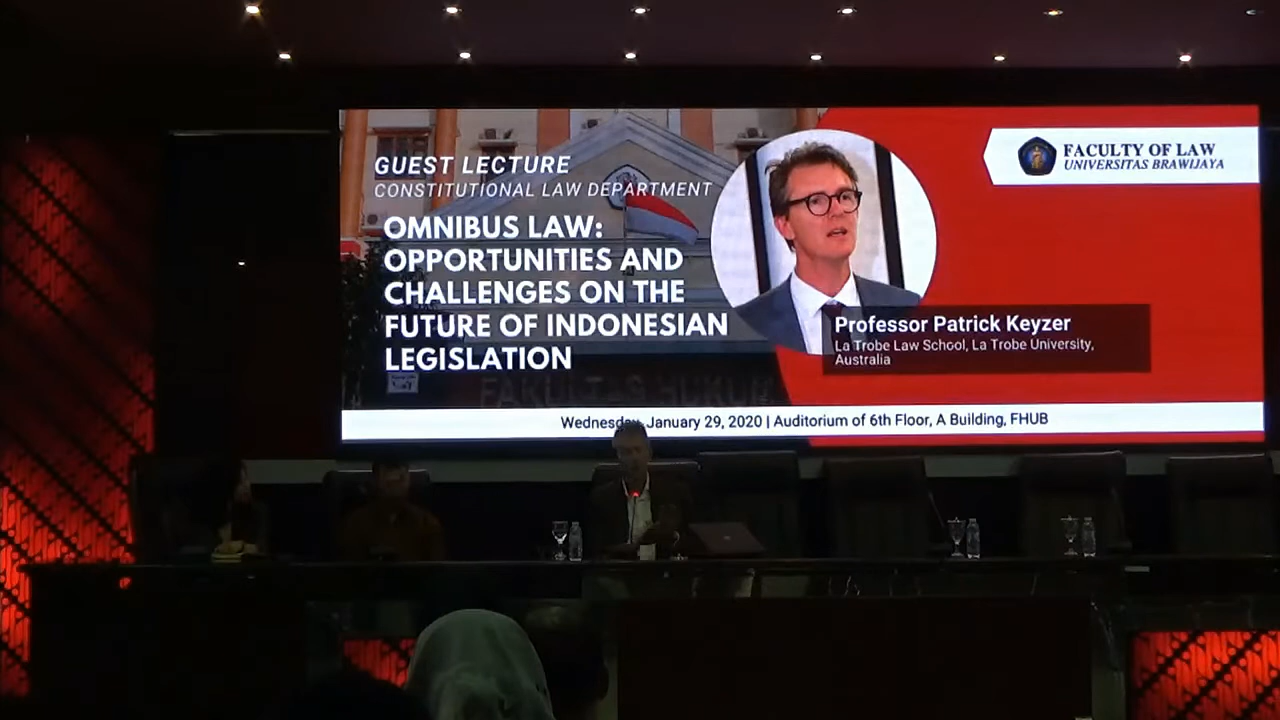 GUEST LECTURE
CONSTITUTIONAL LAW DEPARTMENT
OMNIBUS LAW:
OPPORTUNITIES AND
CHALLENGES ON THE
FUTURE OF INDONESIAN
LEGISLATION
FACULTY OF LAW
UNIVERSITAS BRAWIJAYA
Professor Patrick Keyzer
La Trobe Law School, La Trobe University,
Australia
FAKULTAS HUKUM
Wednesday, January 29, 2020 | Auditorium of 6th Floor, A Building, FHUB